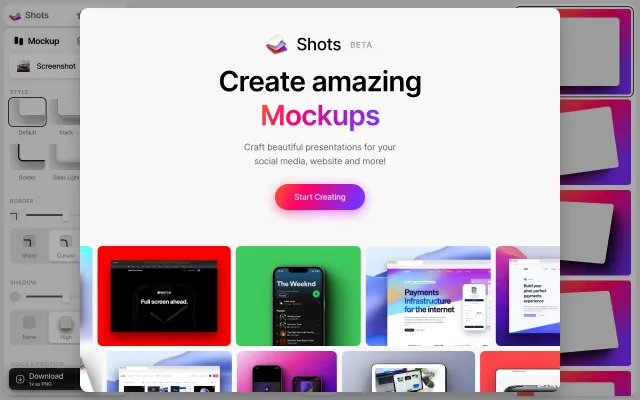 Shots
Mockup
Screenshot
STYLE
Default
Stack
Border
Glass Light
BORDER
Sharp
Curved
SHADOW
None
High
Download
1x as PNG
Shots BETA
Create amazing
Mockups
Craft beautiful presentations for your
social media, website and more!
Start Creating
WATCH
Full screen ahead.
The Weeknd
Popular
Payments
Infrastructure
for the internet
Build your
pixel-perfect
payments
experience